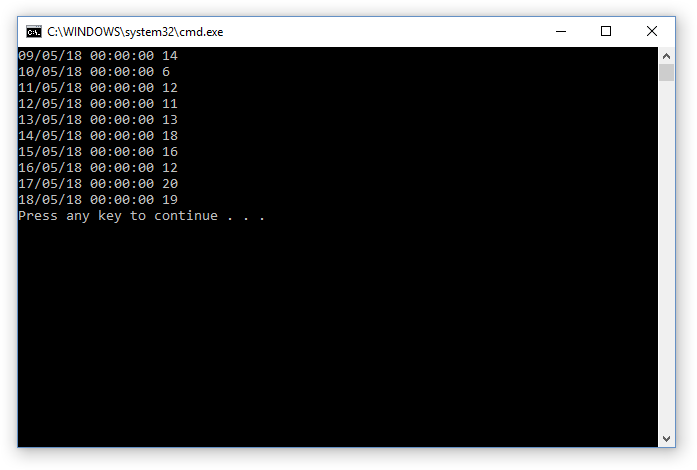 C:\WINDOWS\system32\cmd.exe
09/05/18 00:00:00 14
10/05/18 00:00:00 6
11/05/18 00:00:00 12
12/05/18 00:00:00 11
13/05/18 00:00:00 13
14/05/18 00:00:00 18
15/05/18 00:00:00 16
16/05/18 00:00:00 12
17/05/18 00:00:00 20
18/05/18 00:00:00 19
Press any key to continue . . .